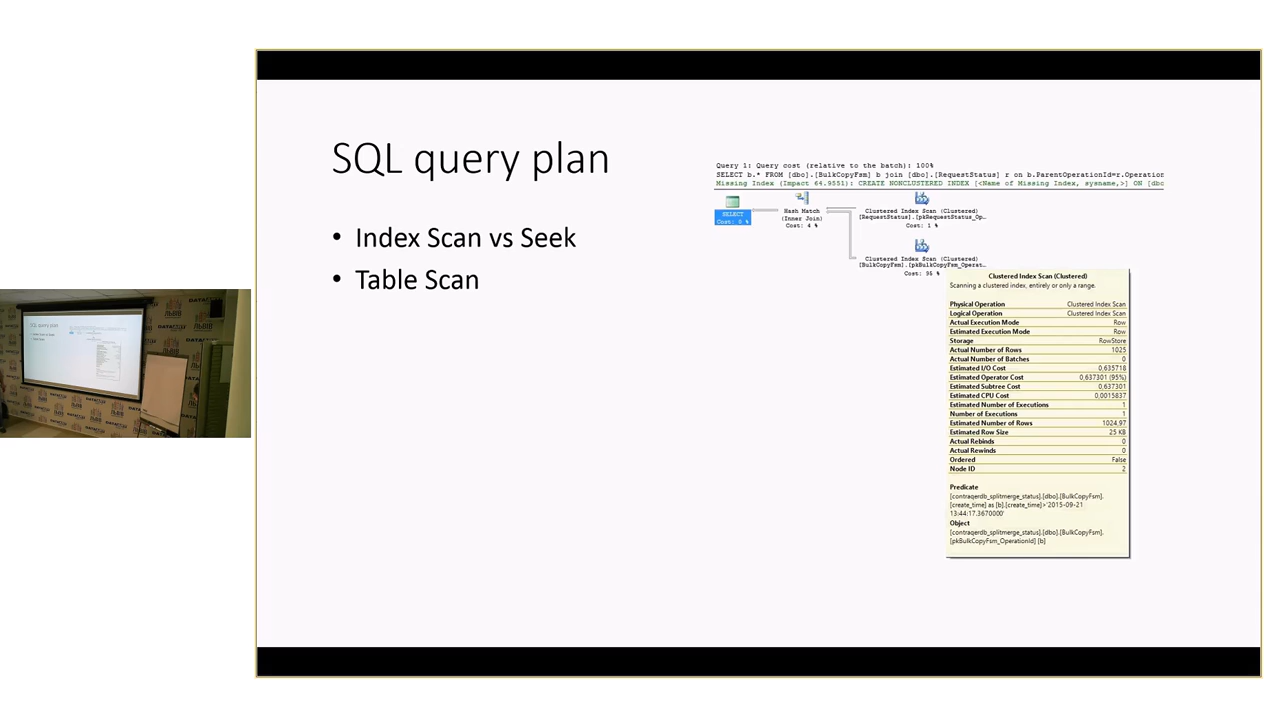 SQL query plan
• Index Scan vs Seek
• Table Scan
Query 1: Query cost (relative to the batch): 100%
SELECT b.* FROM [dbo].[BulkCopyFsm] b join [dbo].[RequestStatus] r on b.ParentOperationId=r.Operation
Missing Index (Impact 64.9551): CREATE NONCLUSTERED INDEX [<Name of Missing Index, sysname,>] ON [dbo
SELECT
Cost: 0 %
Hash Match
(Inner Join)
Cost: 4 %
Clustered Index Scan (Clustered)
[RequestStatus].[pkRequestStatus_Op…
Cost: 1 %
Clustered Index Scan (Clustered)
[BulkCopyFsm].[pkBulkCopyFsm_Operat…
Cost: 95 %
Clustered Index Scan (Clustered)
Scanning a clustered index, entirely or only a range.
Physical Operation Clustered Index Scan
Logical Operation Clustered Index Scan
Actual Execution Mode Row
Estimated Execution Mode Row
Storage RowStore
Actual Number of Rows 1025
Actual Number of Batches 0
Estimated I/O Cost 0,635718
Estimated Operator Cost 0,637301 (95%)
Estimated Subtree Cost 0,637301
Estimated CPU Cost 0,0015837
Estimated Number of Executions 1
Number of Executions 1
Estimated Number of Rows 1024,97
Estimated Row Size 25 KB
Actual Rebinds 0
Actual Rewinds 0
Ordered False
Node ID 2
Predicate
[contraqerdb_splitmerge_status].[dbo].[BulkCopyFsm].
[create_time] as [b].[create_time]>'2015-09-21
13:44:17.3670000'
Object
[contraqerdb_splitmerge_status].[dbo].[BulkCopyFsm].
[pkBulkCopyFsm_OperationId] [b]